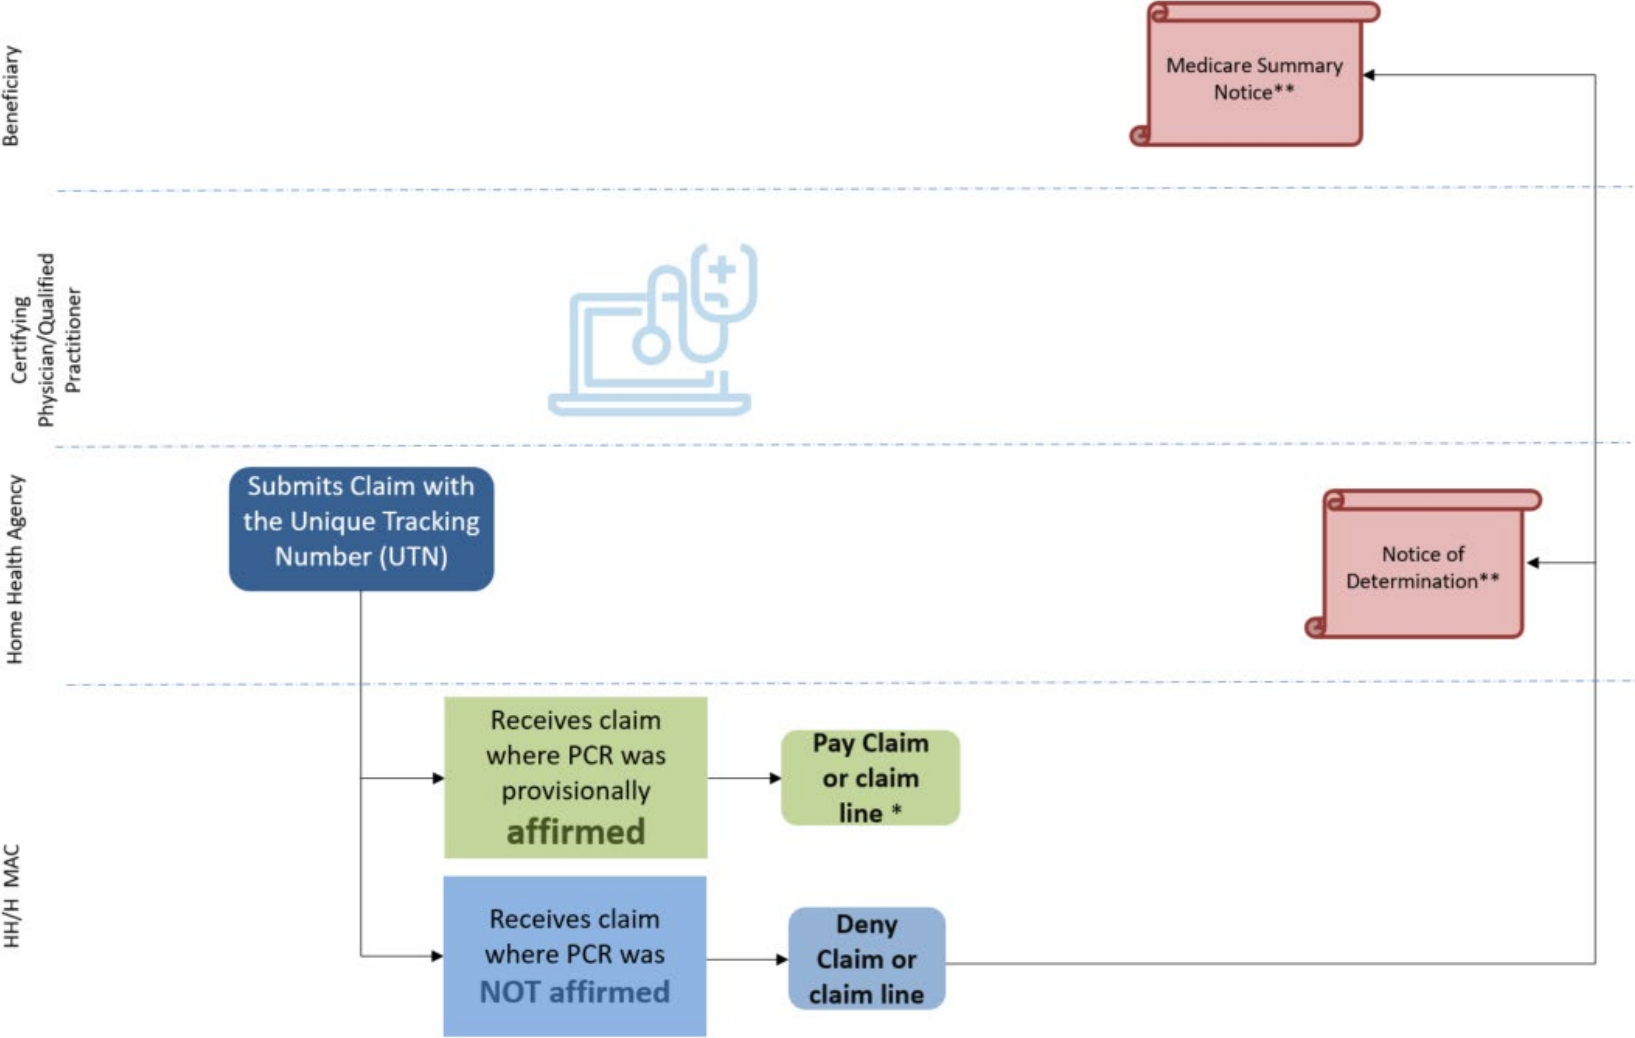 Beneficiary
Medicare Summary
Notice**
Certifying
Physician/Qualified
Practitioner
Home Health Agency
Submits Claim with
the Unique Tracking
Number (UTN)
Notice of
Determination**
HH/H MAC
Receives claim
where PCR was
provisionally
affirmed
Pay Claim
or claim
line *
Receives claim
where PCR was
NOT affirmed
Deny
Claim or
claim line